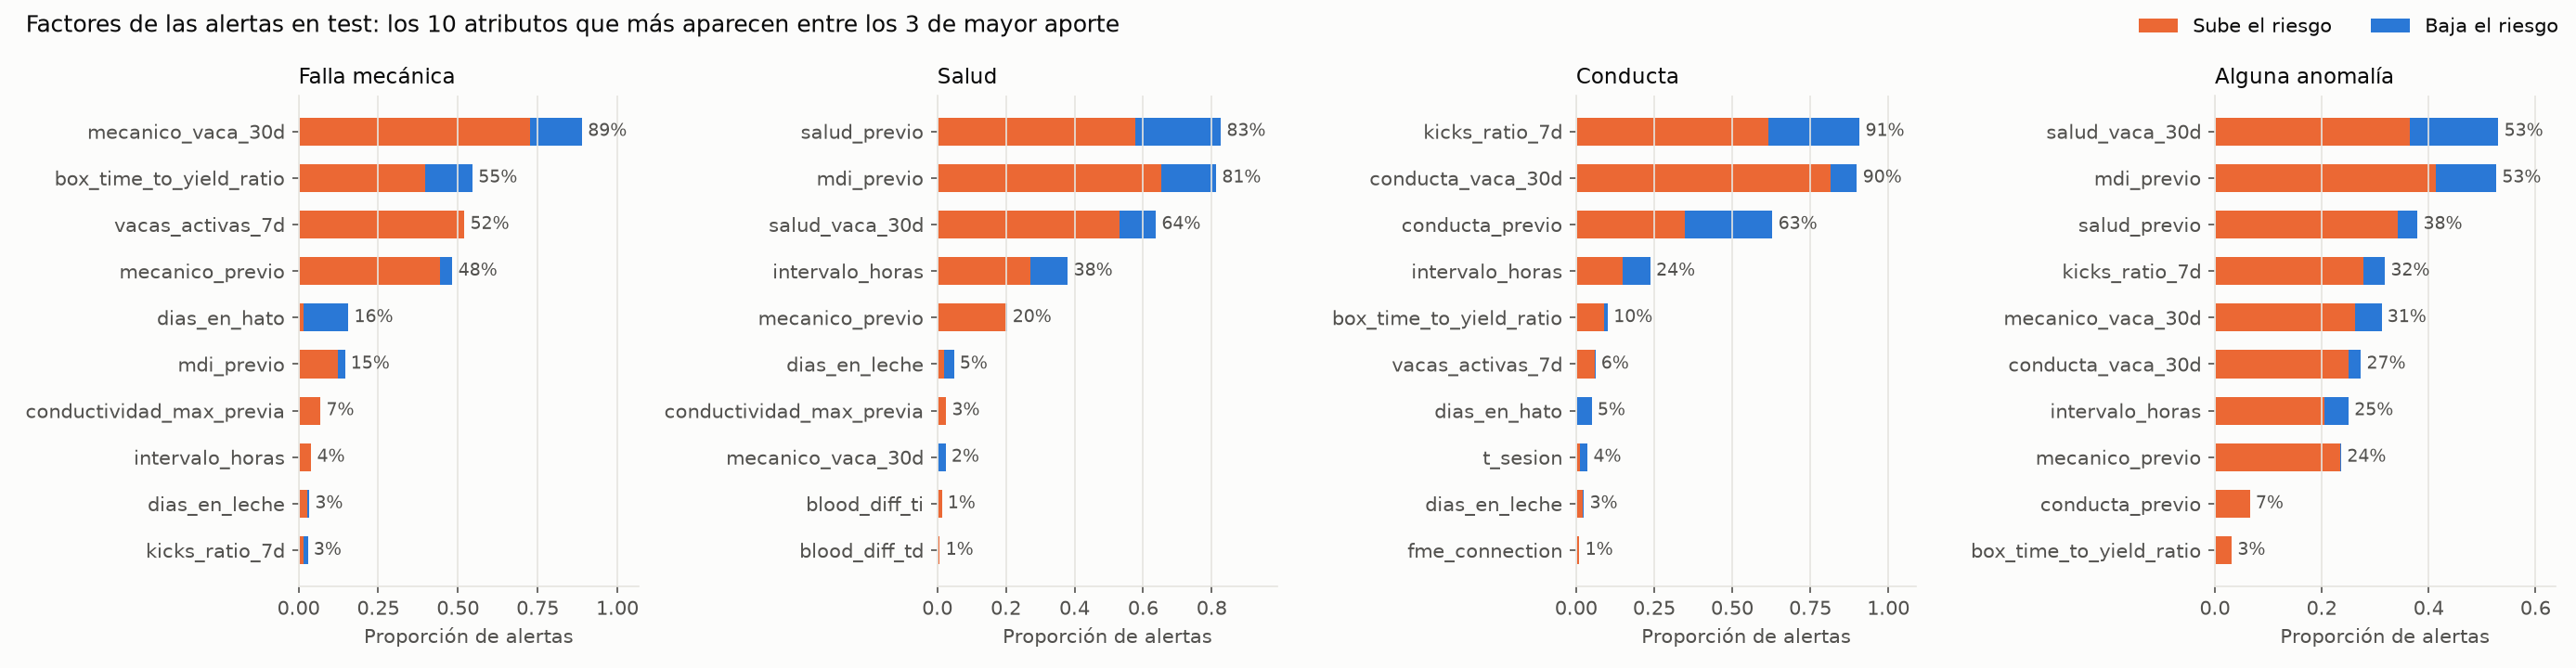 Factores de las alertas en test: los 10 atributos que más aparecen entre los 3 de mayor aporte
Sube el riesgo
Baja el riesgo
Falla mecánica
mecanico_vaca_30d 89%
box_time_to_yield_ratio 55%
vacas_activas_7d 52%
mecanico_previo 48%
dias_en_hato 16%
mdi_previo 15%
conductividad_max_previa 7%
intervalo_horas 4%
dias_en_leche 3%
kicks_ratio_7d 3%
0.00 0.25 0.50 0.75 1.00
Proporción de alertas
Salud
salud_previo 83%
mdi_previo 81%
salud_vaca_30d 64%
intervalo_horas 38%
mecanico_previo 20%
dias_en_leche 5%
conductividad_max_previa 3%
mecanico_vaca_30d 2%
blood_diff_ti 1%
blood_diff_td 1%
0.0 0.2 0.4 0.6 0.8
Proporción de alertas
Conducta
kicks_ratio_7d 91%
conducta_vaca_30d 90%
conducta_previo 63%
intervalo_horas 24%
box_time_to_yield_ratio 10%
vacas_activas_7d 6%
dias_en_hato 5%
t_sesion 4%
dias_en_leche 3%
fme_connection 1%
0.00 0.25 0.50 0.75 1.00
Proporción de alertas
Alguna anomalía
salud_vaca_30d 53%
mdi_previo 53%
salud_previo 38%
kicks_ratio_7d 32%
mecanico_vaca_30d 31%
conducta_vaca_30d 27%
intervalo_horas 25%
mecanico_previo 24%
conducta_previo 7%
box_time_to_yield_ratio 3%
0.0 0.2 0.4 0.6
Proporción de alertas